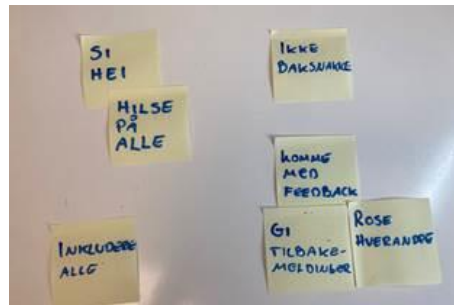 SI
HEI
HILSE
PÅ
ALLE
INKLUDERE
ALLE
IKKE
BAKSNAKKE
KOMME
MED
FEEDBACK
GI
TILBAKE-
MELDINGER
ROSE
HVERANDRE